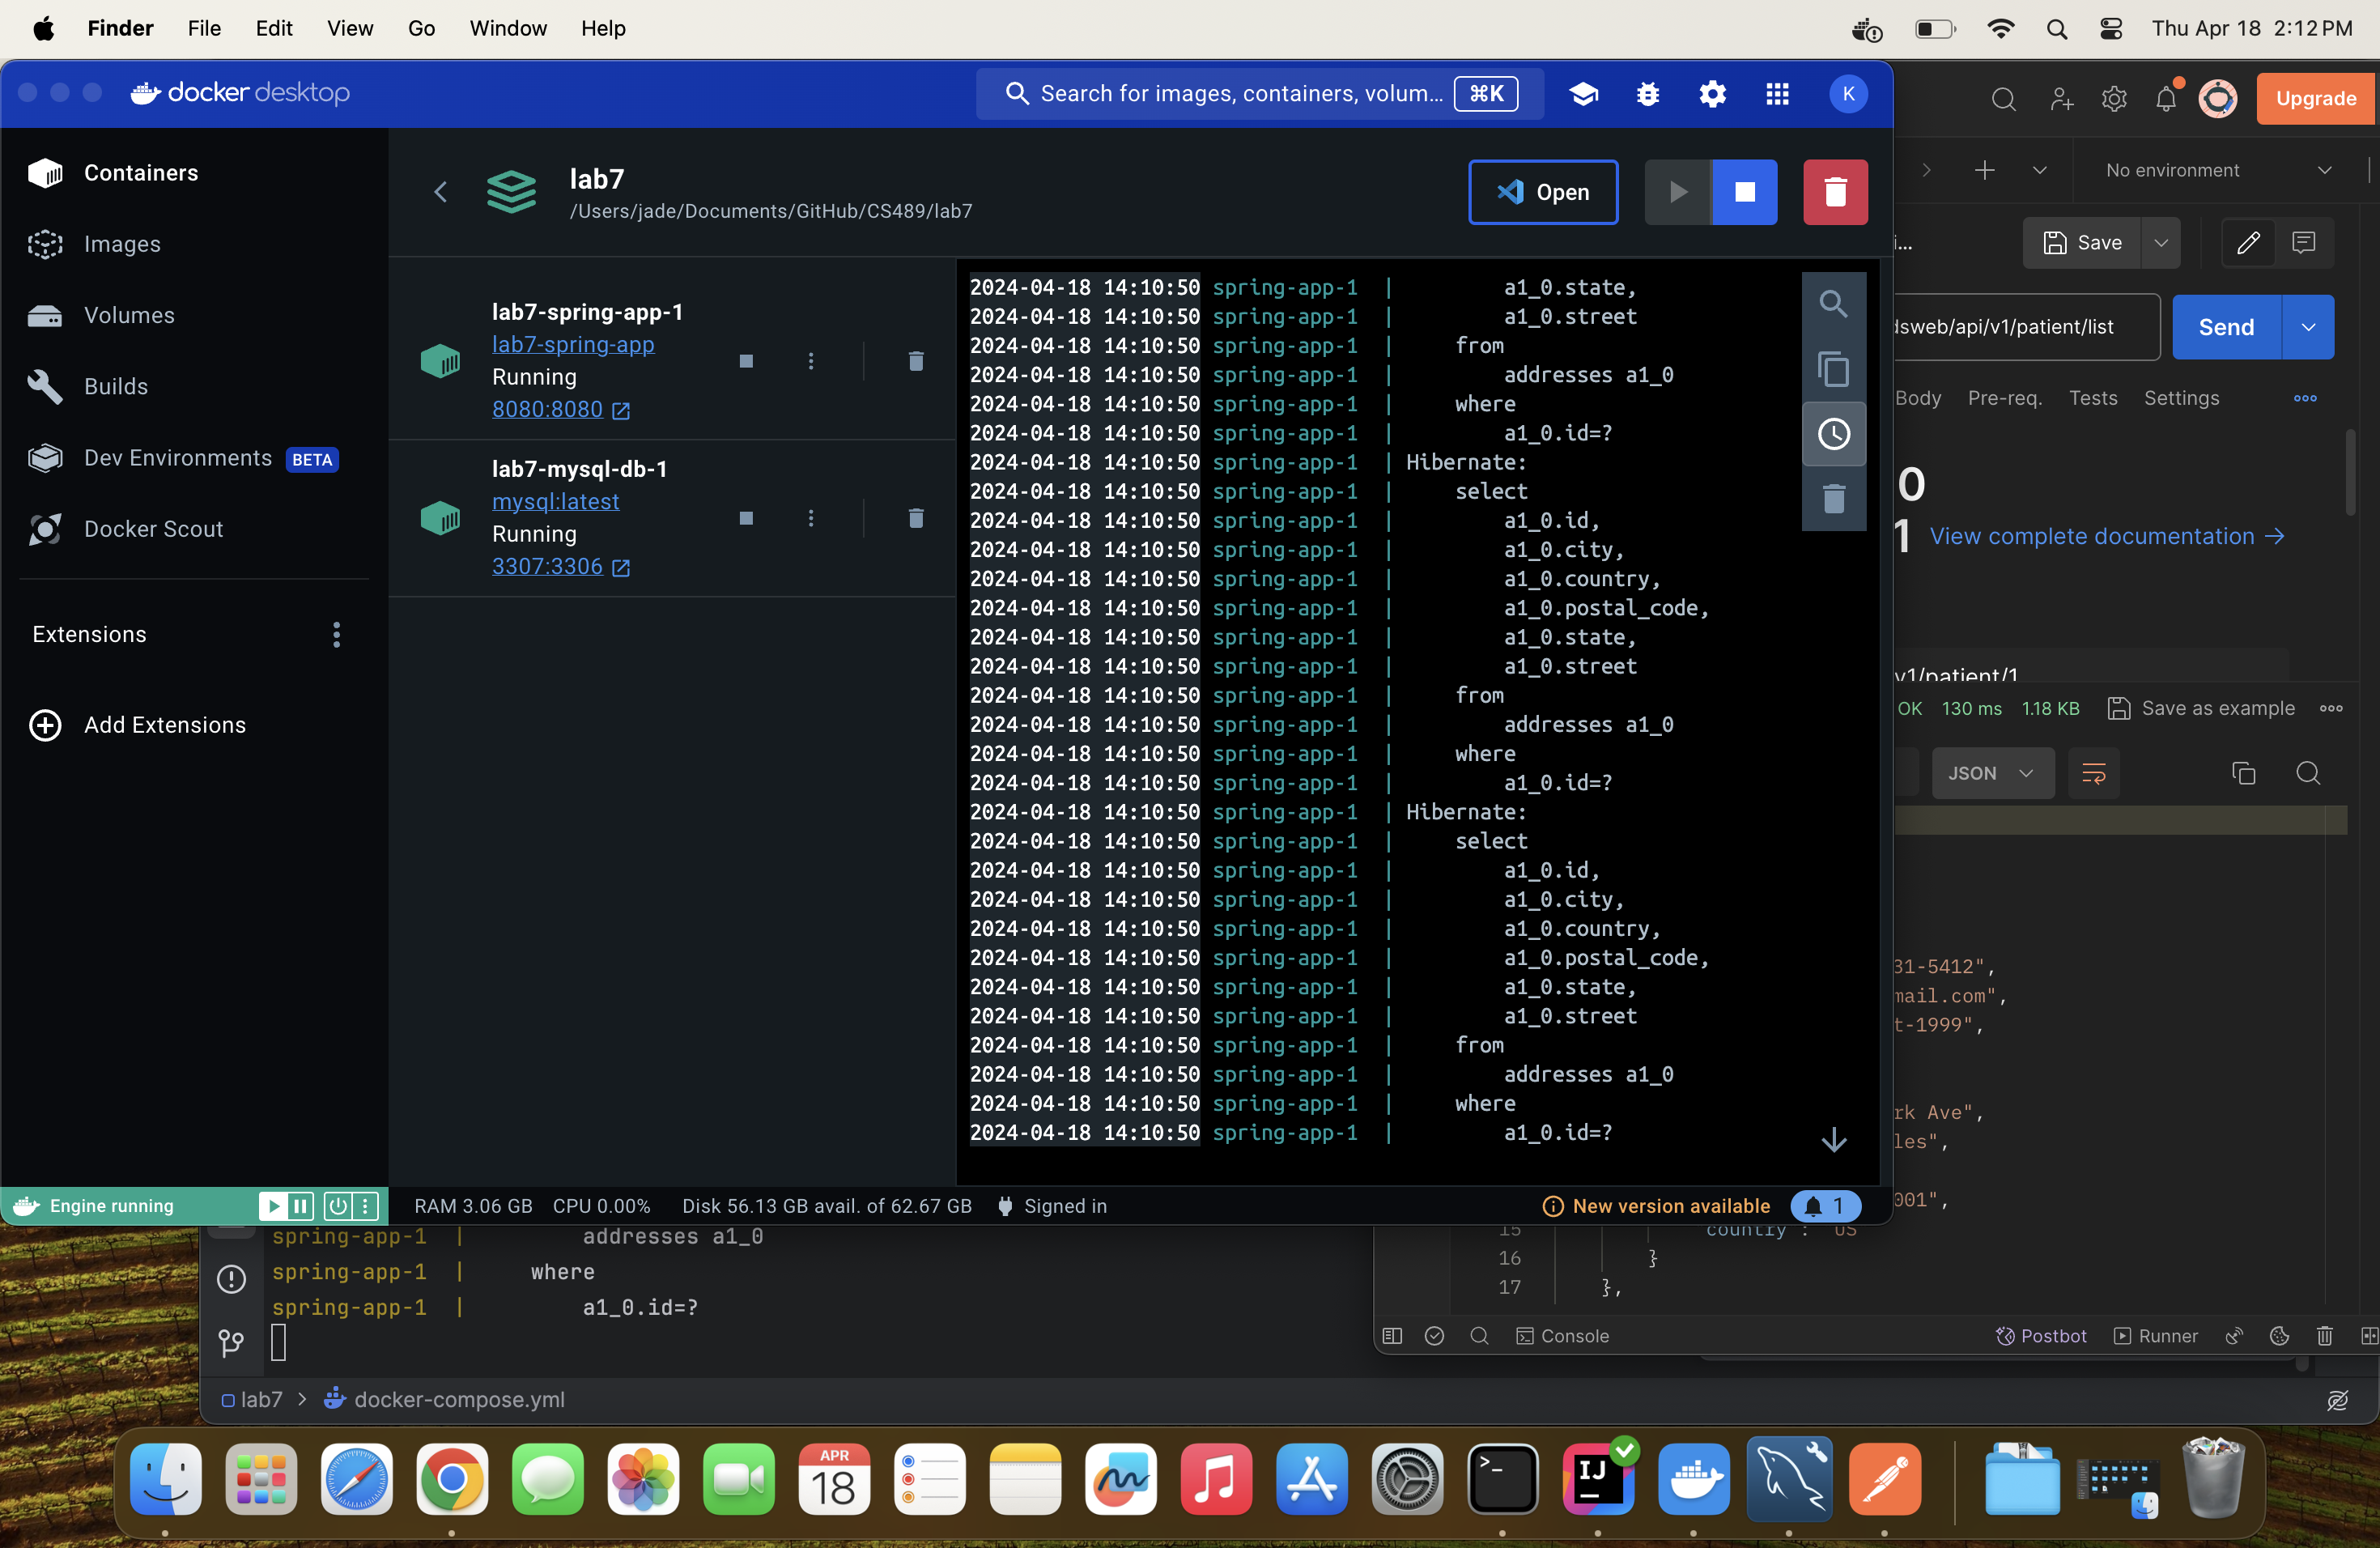 Finder File Edit View Go Window Help Thu Apr 18 2:12 PM
docker desktop Search for images, containers, volum... ⌘K K
Upgrade
Containers
Images
Volumes
Builds
Dev Environments BETA
Docker Scout
Extensions
Add Extensions
lab7
/Users/jade/Documents/GitHub/CS489/lab7
Open
lab7-spring-app-1
lab7-spring-app
Running
8080:8080
lab7-mysql-db-1
mysql:latest
Running
3307:3306
2024-04-18 14:10:50 spring-app-1 | a1_0.state,
2024-04-18 14:10:50 spring-app-1 | a1_0.street
2024-04-18 14:10:50 spring-app-1 | from
2024-04-18 14:10:50 spring-app-1 | addresses a1_0
2024-04-18 14:10:50 spring-app-1 | where
2024-04-18 14:10:50 spring-app-1 | a1_0.id=?
2024-04-18 14:10:50 spring-app-1 | Hibernate:
2024-04-18 14:10:50 spring-app-1 | select
2024-04-18 14:10:50 spring-app-1 | a1_0.id,
2024-04-18 14:10:50 spring-app-1 | a1_0.city,
2024-04-18 14:10:50 spring-app-1 | a1_0.country,
2024-04-18 14:10:50 spring-app-1 | a1_0.postal_code,
2024-04-18 14:10:50 spring-app-1 | a1_0.state,
2024-04-18 14:10:50 spring-app-1 | a1_0.street
2024-04-18 14:10:50 spring-app-1 | from
2024-04-18 14:10:50 spring-app-1 | addresses a1_0
2024-04-18 14:10:50 spring-app-1 | where
2024-04-18 14:10:50 spring-app-1 | a1_0.id=?
2024-04-18 14:10:50 spring-app-1 | Hibernate:
2024-04-18 14:10:50 spring-app-1 | select
2024-04-18 14:10:50 spring-app-1 | a1_0.id,
2024-04-18 14:10:50 spring-app-1 | a1_0.city,
2024-04-18 14:10:50 spring-app-1 | a1_0.country,
2024-04-18 14:10:50 spring-app-1 | a1_0.postal_code,
2024-04-18 14:10:50 spring-app-1 | a1_0.state,
2024-04-18 14:10:50 spring-app-1 | a1_0.street
2024-04-18 14:10:50 spring-app-1 | from
2024-04-18 14:10:50 spring-app-1 | addresses a1_0
2024-04-18 14:10:50 spring-app-1 | where
2024-04-18 14:10:50 spring-app-1 | a1_0.id=?
Engine running RAM 3.06 GB CPU 0.00% Disk 56.13 GB avail. of 62.67 GB Signed in New version available 1
No environment
... Save
dsweb/api/v1/patient/list Send
Body Pre-req. Tests Settings
0
1 View complete documentation →
v1/patient/1
OK 130 ms 1.18 KB Save as example
JSON
31-5412",
mail.com",
t-1999",
rk Ave",
les",
001",
15 country : US
16 }
17 },
Console Postbot Runner
spring-app-1 | addresses a1_0
spring-app-1 | where
spring-app-1 | a1_0.id=?
lab7 > docker-compose.yml
APR
18
>_
IJ